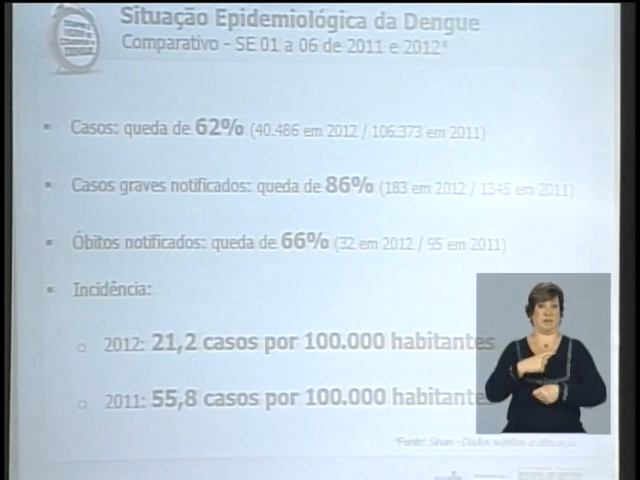 Situação Epidemiológica da Dengue
Comparativo - SE 01 a 06 de 2011 e 2012*
▪ Casos: queda de 62% (40.486 em 2012 / 106.373 em 2011)
▪ Casos graves notificados: queda de 86% (183 em 2012 / 1345 em 2011)
▪ Óbitos notificados: queda de 66% (32 em 2012 / 95 em 2011)
▪ Incidência:
○ 2012: 21,2 casos por 100.000 habitantes
○ 2011: 55,8 casos por 100.000 habitantes
*Fonte: Sinan - Dados sujeitos a alteração